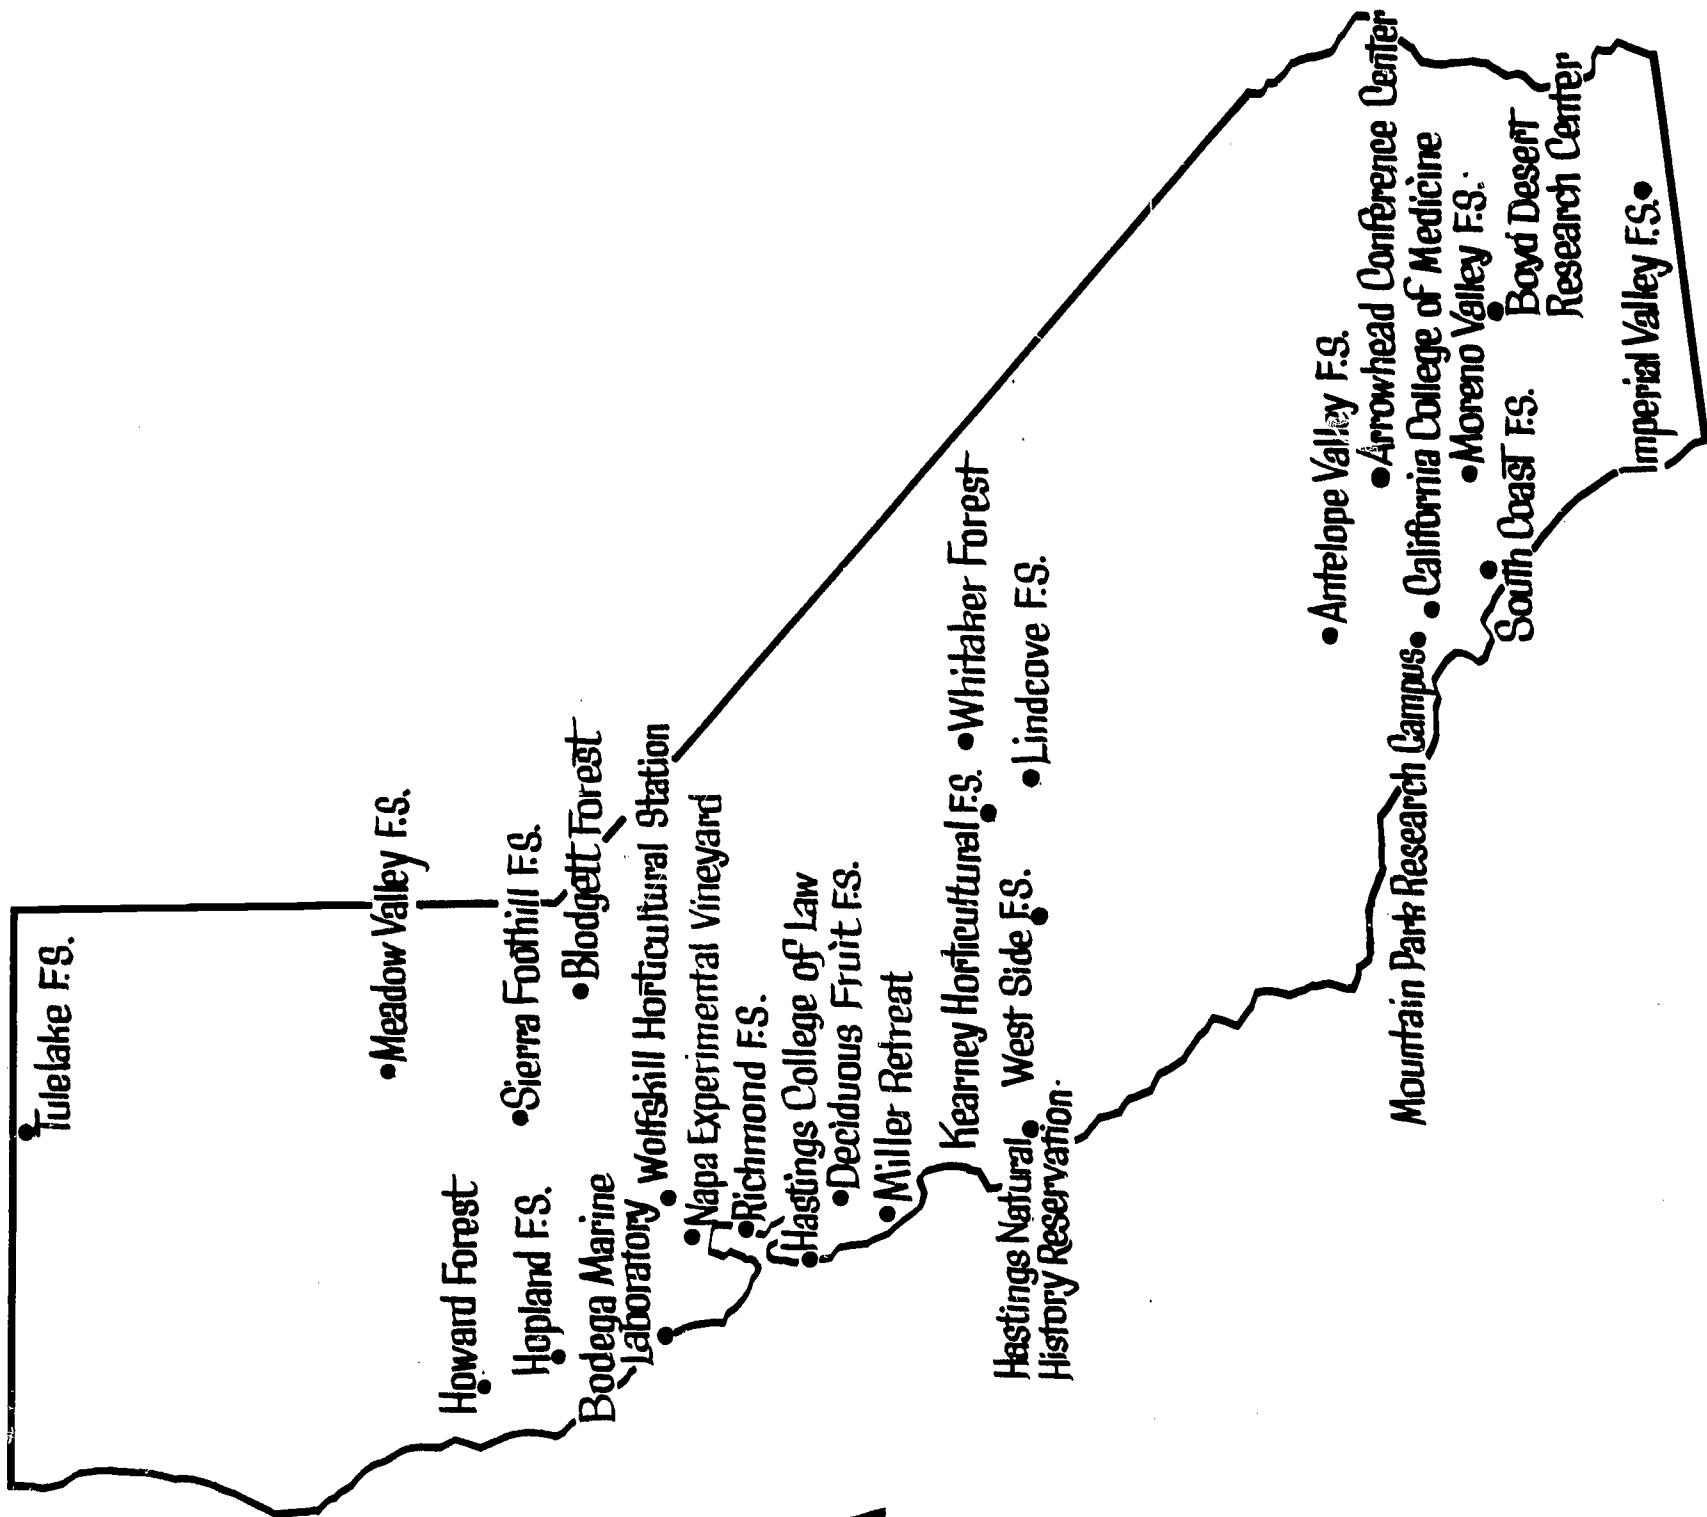 Tulelake F.S.
Meadow Valley F.S.
Howard Forest
Sierra Foothill F.S.
Hopland F.S.
Blodgett Forest
Bodega Marine
Laboratory
Wolfskill Horticultural Station
Napa Experimental Vineyard
Richmond F.S.
Hastings College of Law
Deciduous Fruit F.S.
Miller Retreat
Kearney Horticultural F.S.
Whitaker Forest
Hastings Natural
History Reservation
West Side F.S.
Lindcove F.S.
Antelope Valley F.S.
Arrowhead Conference Center
Mountain Park Research Campus
California College of Medicine
Moreno Valley F.S.
Boyd Desert
Research Center
South Coast F.S.
Imperial Valley F.S.